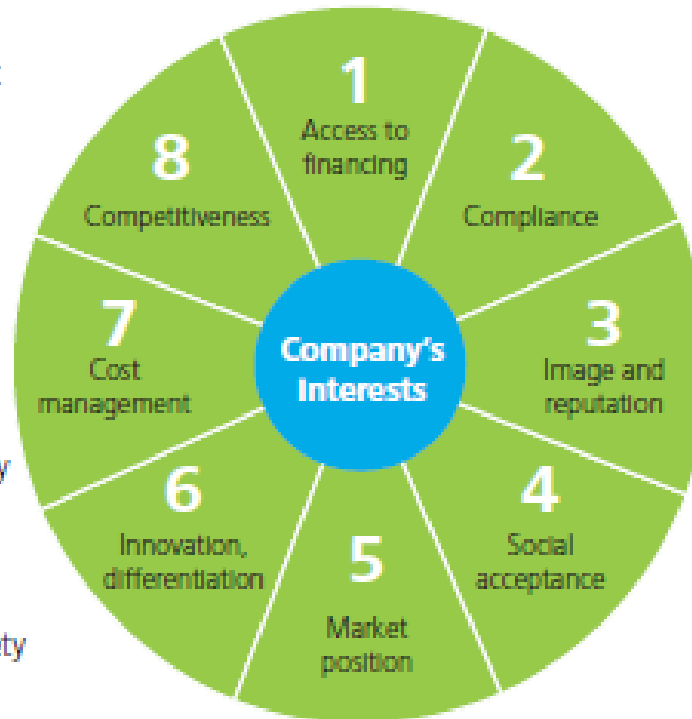 1
Access to
financing
2
Compliance
3
Image and
reputation
4
Social
acceptance
5
Market
position
6
Innovation,
differentiation
7
Cost
management
8
Competitiveness
Company's
Interests